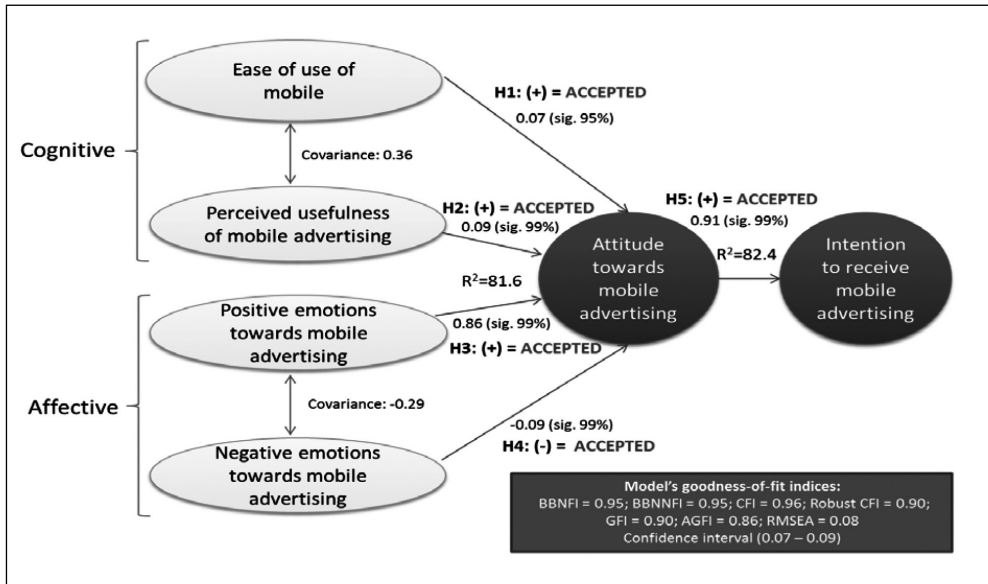 Cognitive
Ease of use of
mobile
H1: (+) = ACCEPTED
0.07 (sig. 95%)
Covariance: 0.36
Perceived usefulness
of mobile advertising
H2: (+) = ACCEPTED
0.09 (sig. 99%)
R²=81.6
Affective
Positive emotions
towards mobile
advertising
0.86 (sig. 99%)
H3: (+) = ACCEPTED
Covariance: -0.29
Negative emotions
towards mobile
advertising
-0.09 (sig. 99%)
H4: (-) = ACCEPTED
Attitude
towards
mobile
advertising
H5: (+) = ACCEPTED
0.91 (sig. 99%)
R²=82.4
Intention
to receive
mobile
advertising
Model's goodness-of-fit indices:
BBNFI = 0.95; BBNNFI = 0.95; CFI = 0.96; Robust CFI = 0.90;
GFI = 0.90; AGFI = 0.86; RMSEA = 0.08
Confidence interval (0.07 – 0.09)